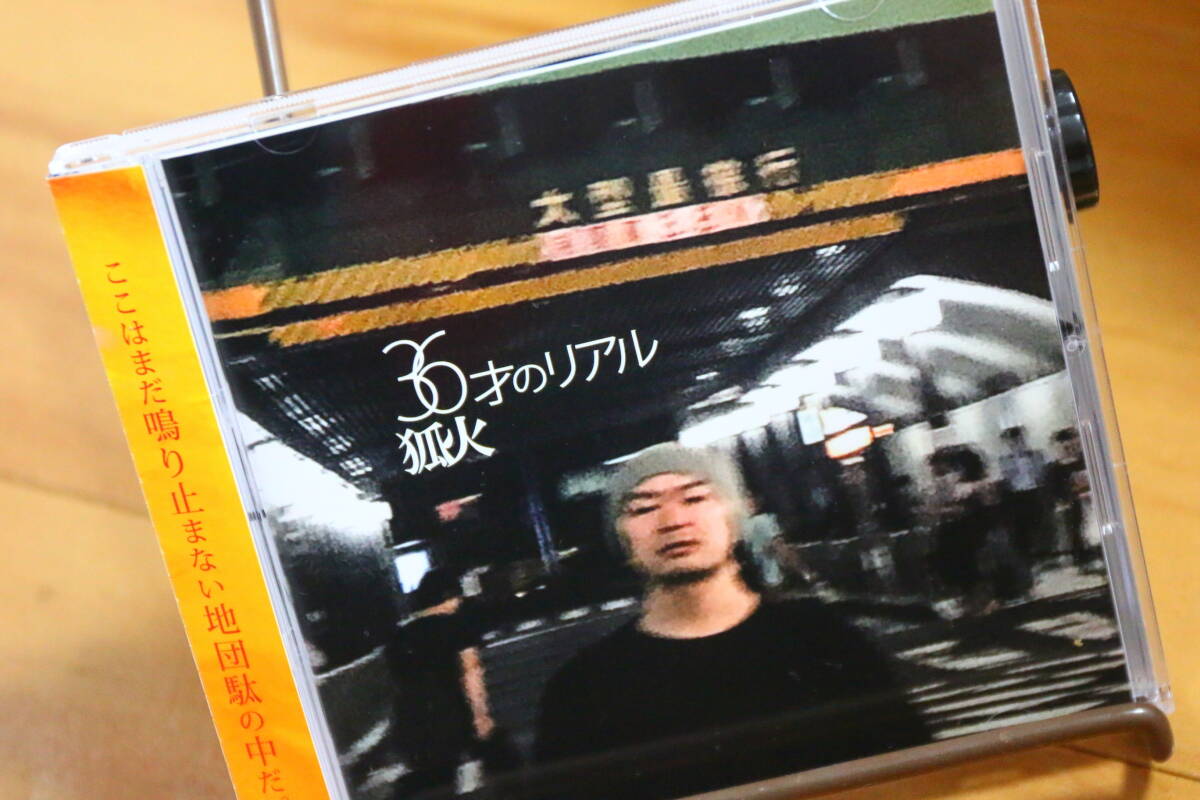 ここはまだ鳴り止まない地団駄の中だ。
36才のリアル
狐火